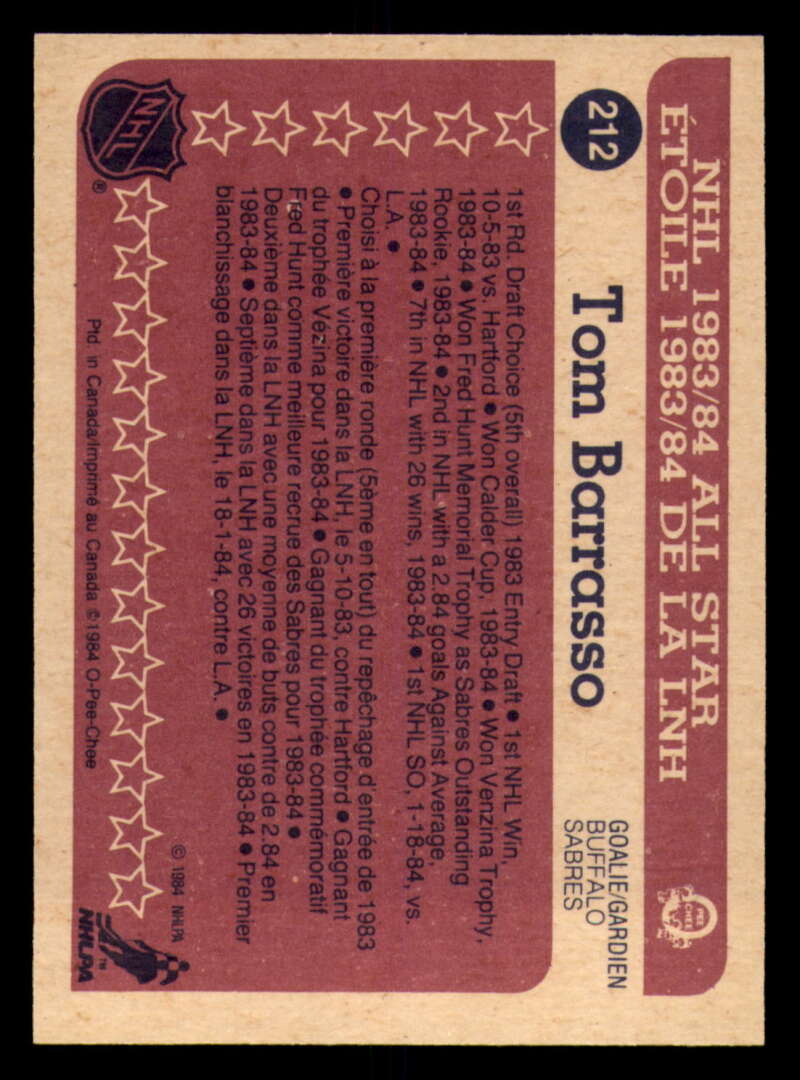 NHL 1983/84 ALL STAR
ÉTOILE 1983/84 DE LA LNH
O
PEE
CHEE
212
Tom Barrasso
GOALIE/GARDIEN
BUFFALO
SABRES
1st Rd. Draft Choice (5th overall) 1983 Entry Draft ● 1st NHL Win,
10-5-83 vs. Hartford ● Won Calder Cup, 1983-84 ● Won Venzina Trophy,
1983-84 ● Won Fred Hunt Memorial Trophy as Sabres Outstanding
Rookie, 1983-84 ● 2nd in NHL with a 2.84 goals Against Average,
1983-84 ● 7th in NHL with 26 wins, 1983-84 ● 1st NHL SO, 1-18-84, vs.
L.A. ●
Choisi à la première ronde (5ème en tout) du repêchage d'entrée de 1983
● Première victoire dans la NHL, le 5-10-83, contre Hartford ● Gagnant
du trophée Vézina pour 1983-84 ● Gagnant du trophée commémoratif
Fred Hunt comme meilleure recrue des Sabres pour 1983-84 ●
Deuxième dans la LNH avec une moyenne de buts contre de 2.84 en
1983-84 ● Septième dans la LNH avec 26 victoires en 1983-84 ● Premier
blanchissage dans la LNH, le 18-1-84, contre L.A. ●
NHL
®
© 1984 NHLPA
Ptd. in Canada/Imprimé au Canada ©1984 O-Pee-Chee
™
NHLPA